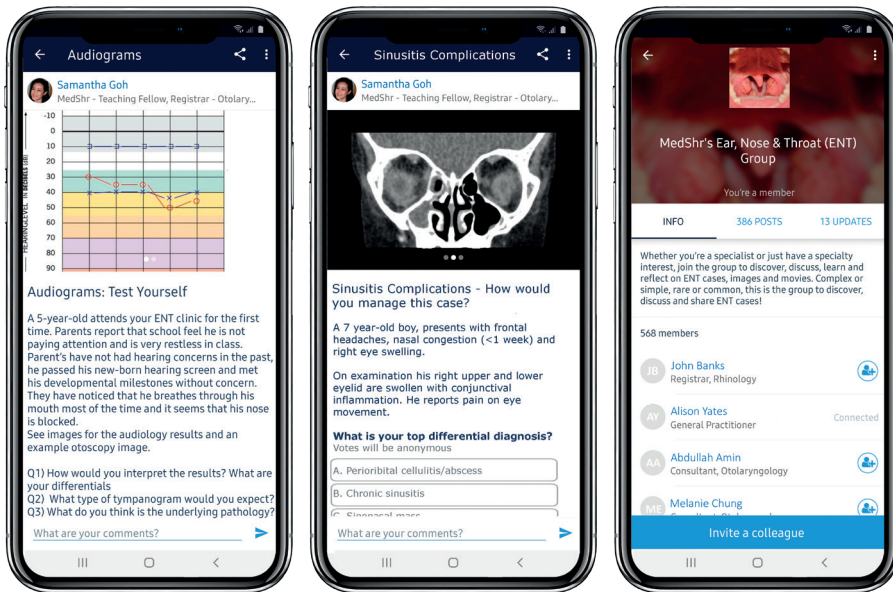 Audiograms
Samantha Goh
MedShr - Teaching Fellow, Registrar - Otolary...
HEARING LEVEL IN DECIBELS (dB)
-10
0
10
20
30
40
50
60
70
80
90
Audiograms: Test Yourself
A 5-year-old attends your ENT clinic for the first
time. Parents report that school feel he is not
paying attention and is very restless in class.
Parent's have not had hearing concerns in the past,
he passed his new-born hearing screen and met
his developmental milestones without concern.
They have noticed that he breathes through his
mouth most of the time and it seems that his nose
is blocked.
See images for the audiology results and an
example otoscopy image.
Q1) How would you interpret the results? What are
your differentials
Q2) What type of tympanogram would you expect?
Q3) What do you think is the underlying pathology?
What are your comments?
Sinusitis Complications
Samantha Goh
MedShr - Teaching Fellow, Registrar - Otolary...
Sinusitis Complications - How would
you manage this case?
A 7 year-old boy, presents with frontal
headaches, nasal congestion (<1 week) and
right eye swelling.
On examination his right upper and lower
eyelid are swollen with conjunctival
inflammation. He reports pain on eye
movement.
What is your top differential diagnosis?
Votes will be anonymous
A. Perioribital cellulitis/abscess
B. Chronic sinusitis
C. Sinonasal mass
What are your comments?
MedShr's Ear, Nose & Throat (ENT)
Group
You're a member
INFO
386 POSTS
13 UPDATES
Whether you're a specialist or just have a specialty
interest, join the group to discover, discuss, learn and
reflect on ENT cases, images and movies. Complex or
simple, rare or common, this is the group to discover,
discuss and share ENT cases!
568 members
JB
John Banks
Registrar, Rhinology
AY
Alison Yates
General Practitioner
Connected
AA
Abdullah Amin
Consultant, Otolaryngology
ME
Melanie Chung
Invite a colleague